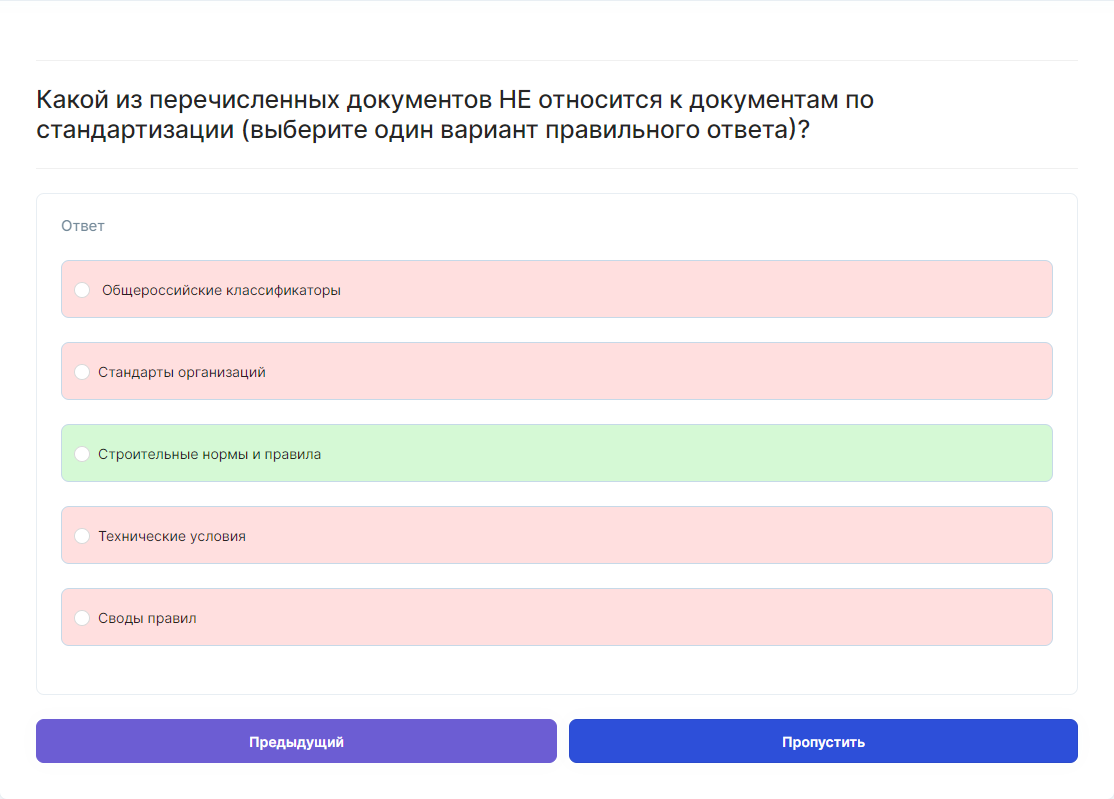 Какой из перечисленных документов НЕ относится к документам по
стандартизации (выберите один вариант правильного ответа)?
Ответ
Общероссийские классификаторы
Стандарты организаций
Строительные нормы и правила
Технические условия
Своды правил
Предыдущий
Пропустить